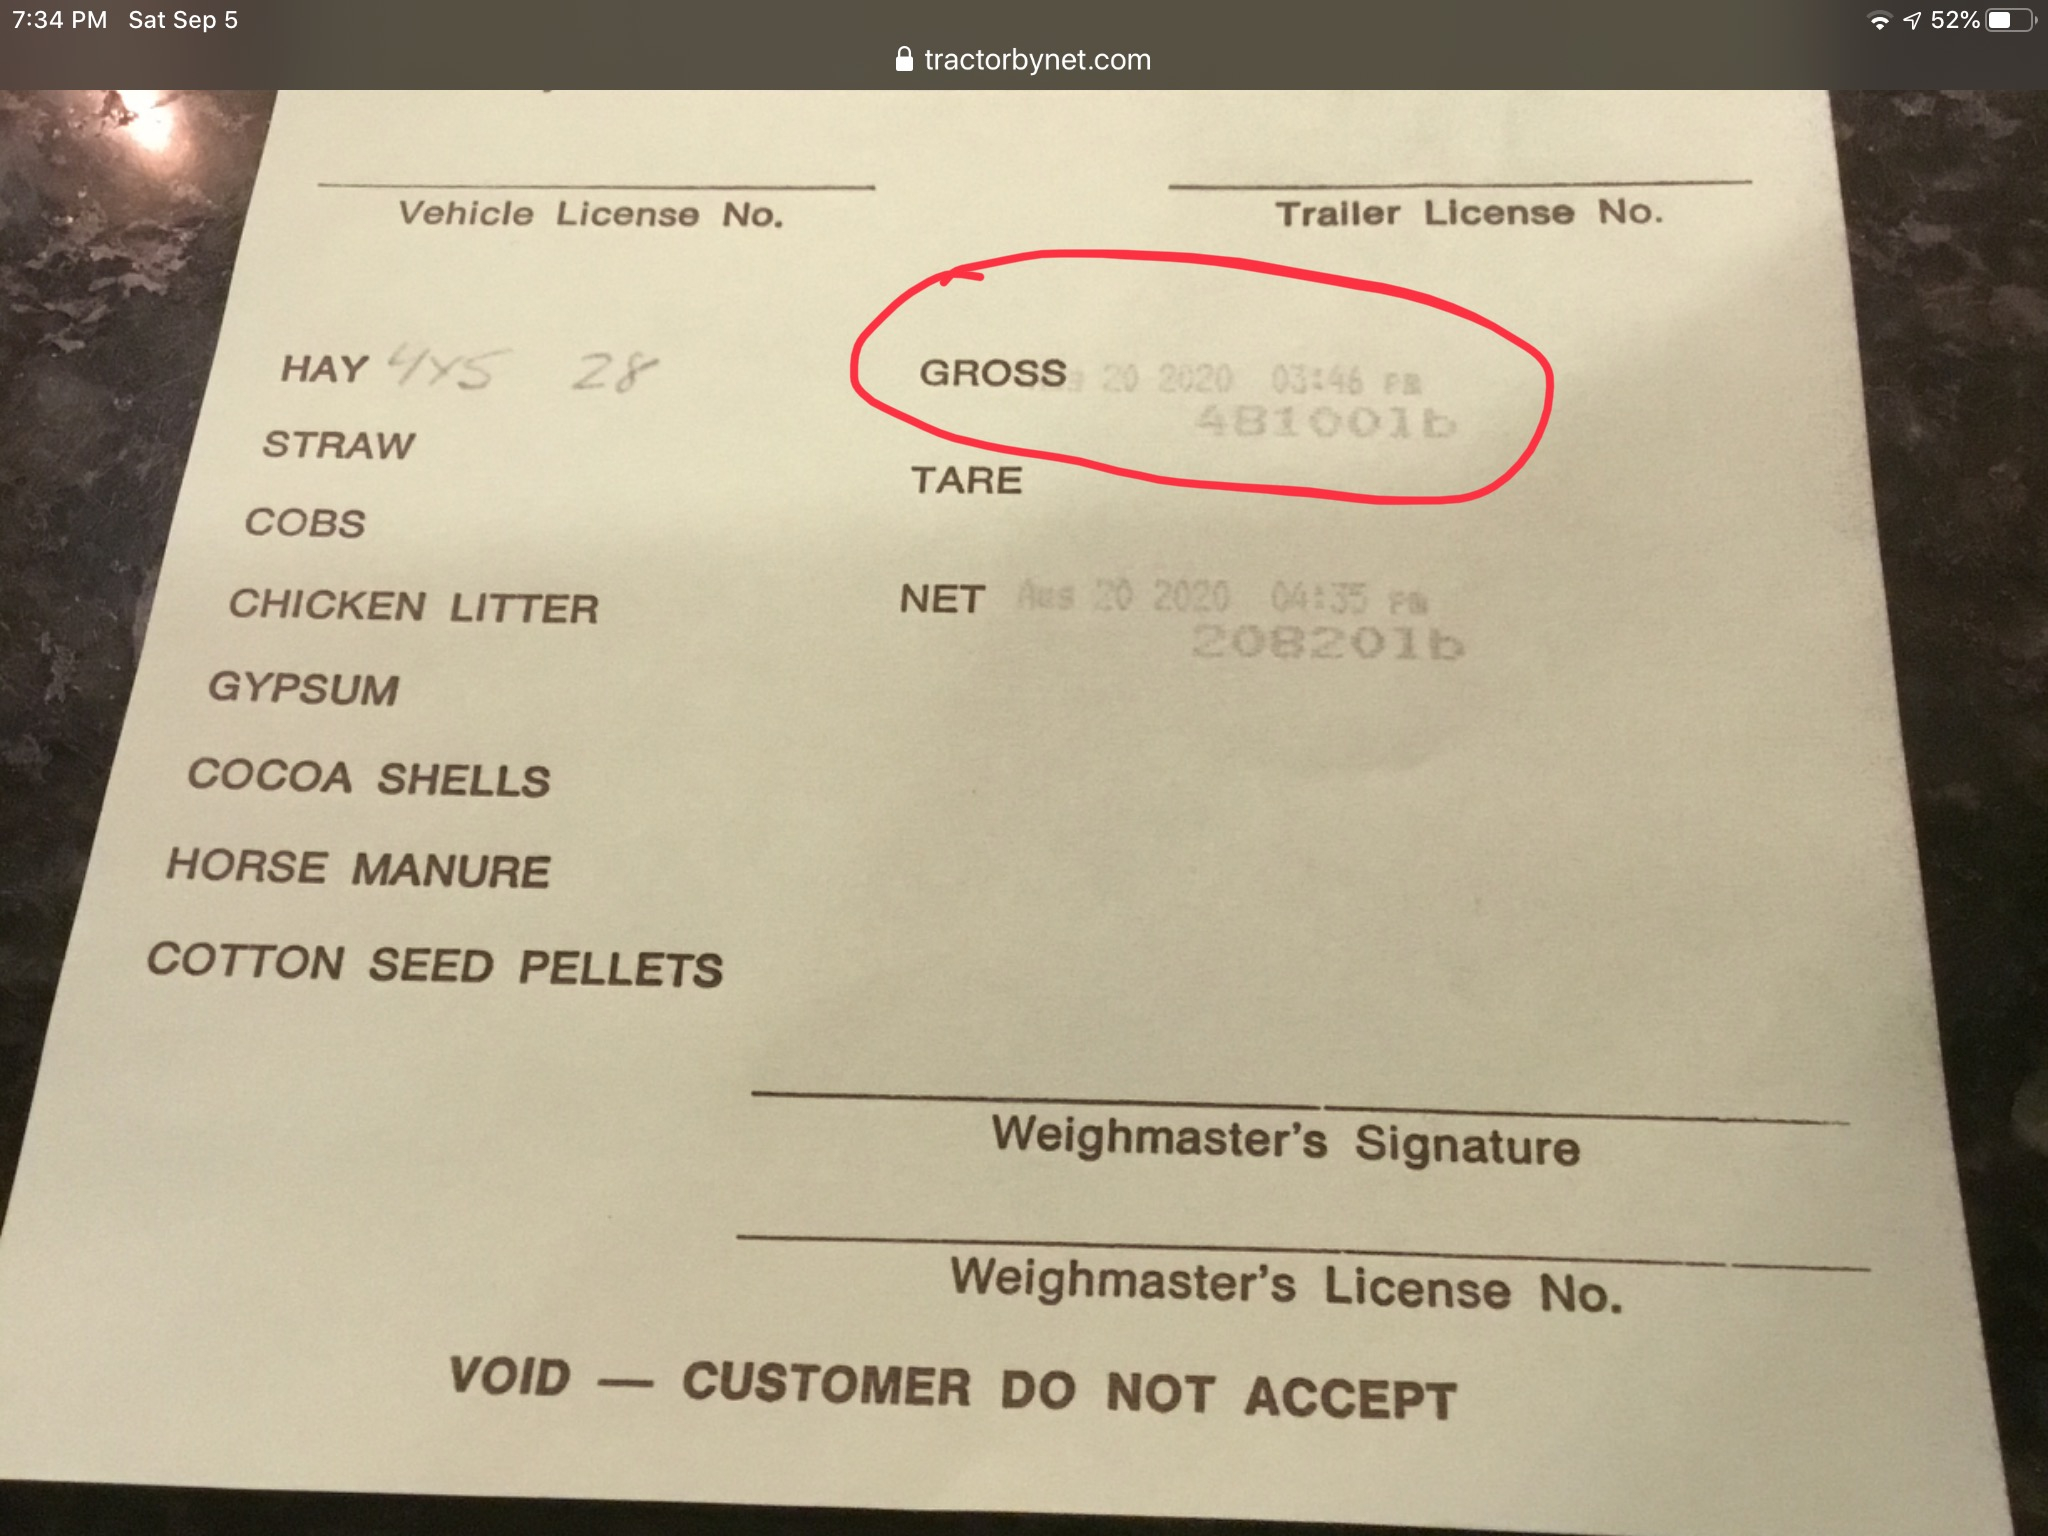 7:34 PM Sat Sep 5 52%
tractorbynet.com
Vehicle License No. Trailer License No.
HAY 4x5 28 GROSS 20 2020 03:46 PM
48100lb
STRAW
TARE
COBS
CHICKEN LITTER NET Aug 20 2020 04:35 PM
20820lb
GYPSUM
COCOA SHELLS
HORSE MANURE
COTTON SEED PELLETS
Weighmaster's Signature
Weighmaster's License No.
VOID — CUSTOMER DO NOT ACCEPT